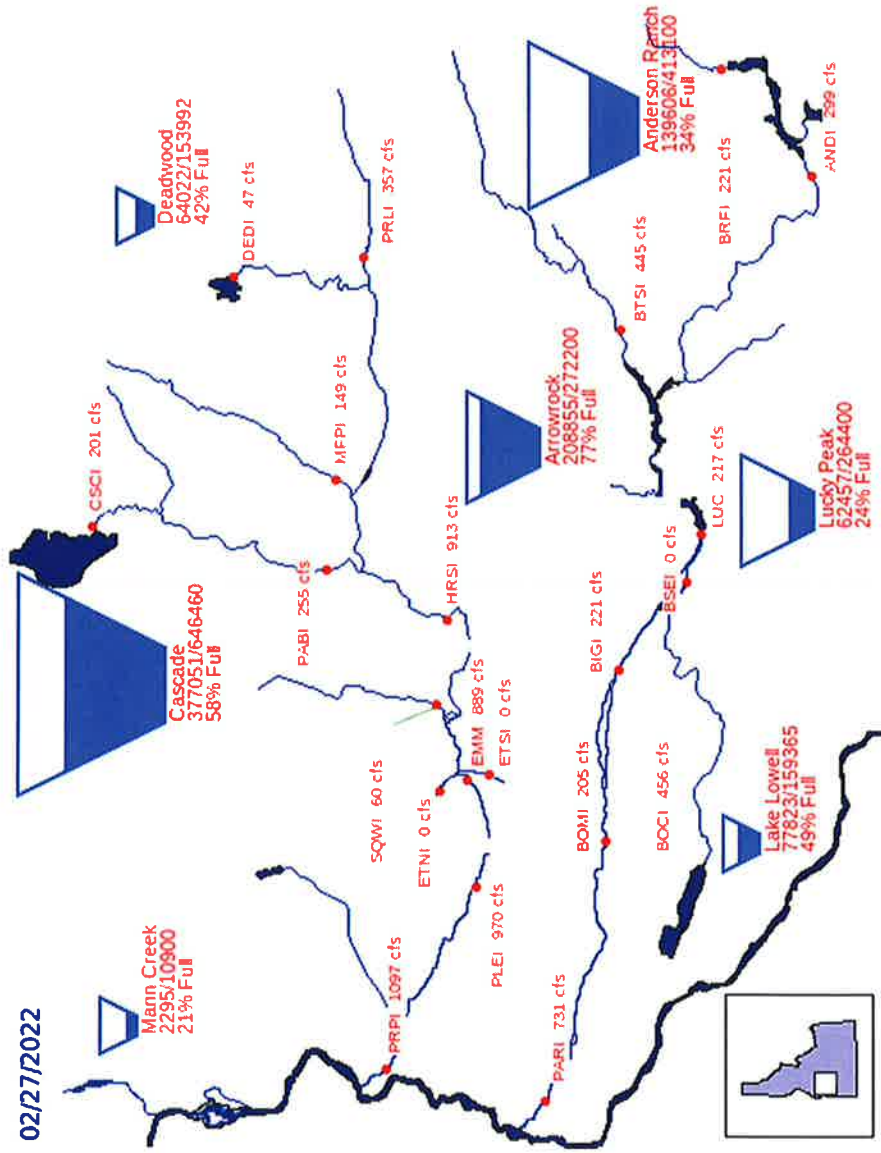 02/27/2022
Mann Creek
2295/10900
21% Full
Cascade
377051/646460
58% Full
CSCI 201 cfs
Deadwood
64022/153992
42% Full
DEDI 47 cfs
PRLI 357 cfs
MFPI 149 cfs
PABI 255 cfs
HRSI 913 cfs
SQWI 60 cfs
ETNI 0 cfs
EMM 889 cfs
ETSI 0 cfs
PLEI 970 cfs
PRPI 1097 cfs
Arrowrock
208855/272200
77% Full
Anderson Ranch
139606/413100
34% Full
BTSI 445 cfs
BRFI 221 cfs
ANDI 299 cfs
PARI 731 cfs
BOMI 205 cfs
BIGI 221 cfs
BSEI 0 cfs
LUC 217 cfs
BOCI 456 cfs
Lake Lowell
77823/159365
49% Full
Lucky Peak
62457/264400
24% Full